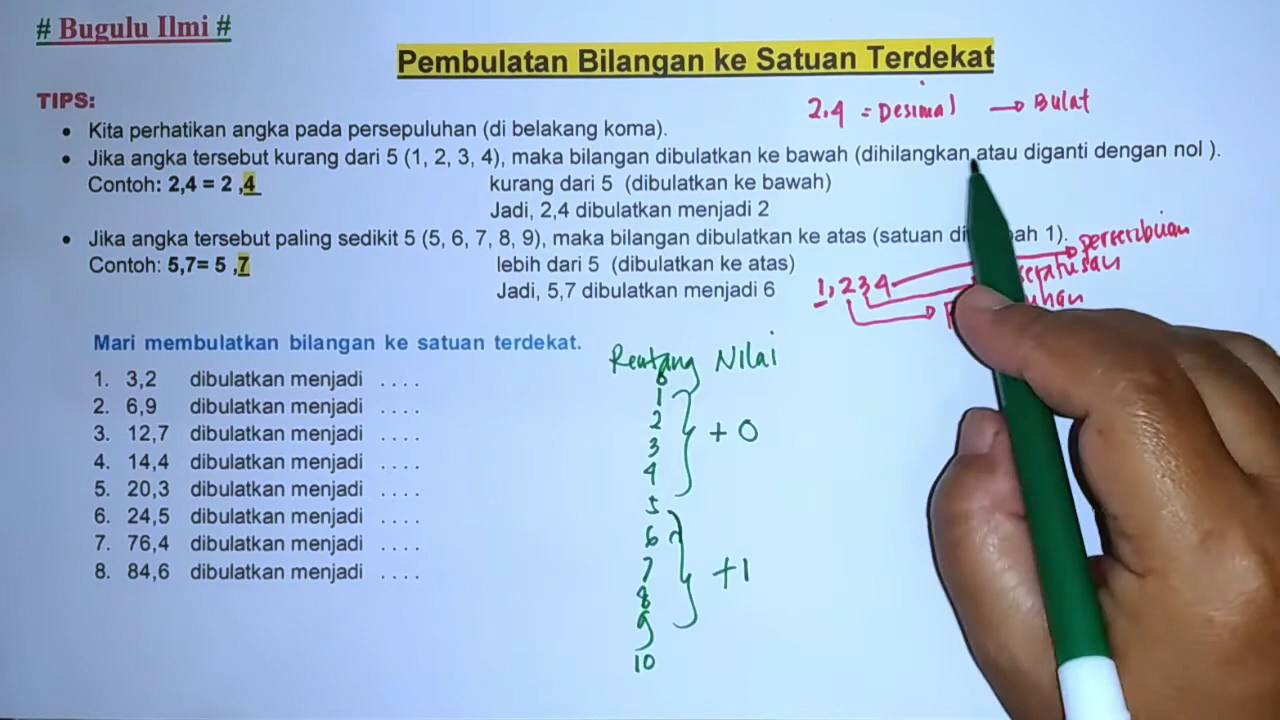 # Bugulu Ilmi #
Pembulatan Bilangan ke Satuan Terdekat
TIPS:
2.4 = Desimal → Bulat
• Kita perhatikan angka pada persepuluhan (di belakang koma).
• Jika angka tersebut kurang dari 5 (1, 2, 3, 4), maka bilangan dibulatkan ke bawah (dihilangkan atau diganti dengan nol ).
Contoh: 2,4 = 2 ,4 kurang dari 5 (dibulatkan ke bawah)
Jadi, 2,4 dibulatkan menjadi 2
• Jika angka tersebut paling sedikit 5 (5, 6, 7, 8, 9), maka bilangan dibulatkan ke atas (satuan 1).
Contoh: 5,7= 5 ,7 lebih dari 5 (dibulatkan ke atas)
Jadi, 5,7 dibulatkan menjadi 6
perseribuan
1,234
Mari membulatkan bilangan ke satuan terdekat.
1. 3,2 dibulatkan menjadi . . . .
2. 6,9 dibulatkan menjadi . . . .
3. 12,7 dibulatkan menjadi . . . .
4. 14,4 dibulatkan menjadi . . . .
5. 20,3 dibulatkan menjadi . . . .
6. 24,5 dibulatkan menjadi . . . .
7. 76,4 dibulatkan menjadi . . . .
8. 84,6 dibulatkan menjadi . . . .
Rentang Nilai
0
1
2
3
4
+ 0
5
6
7
8
9
+1
10